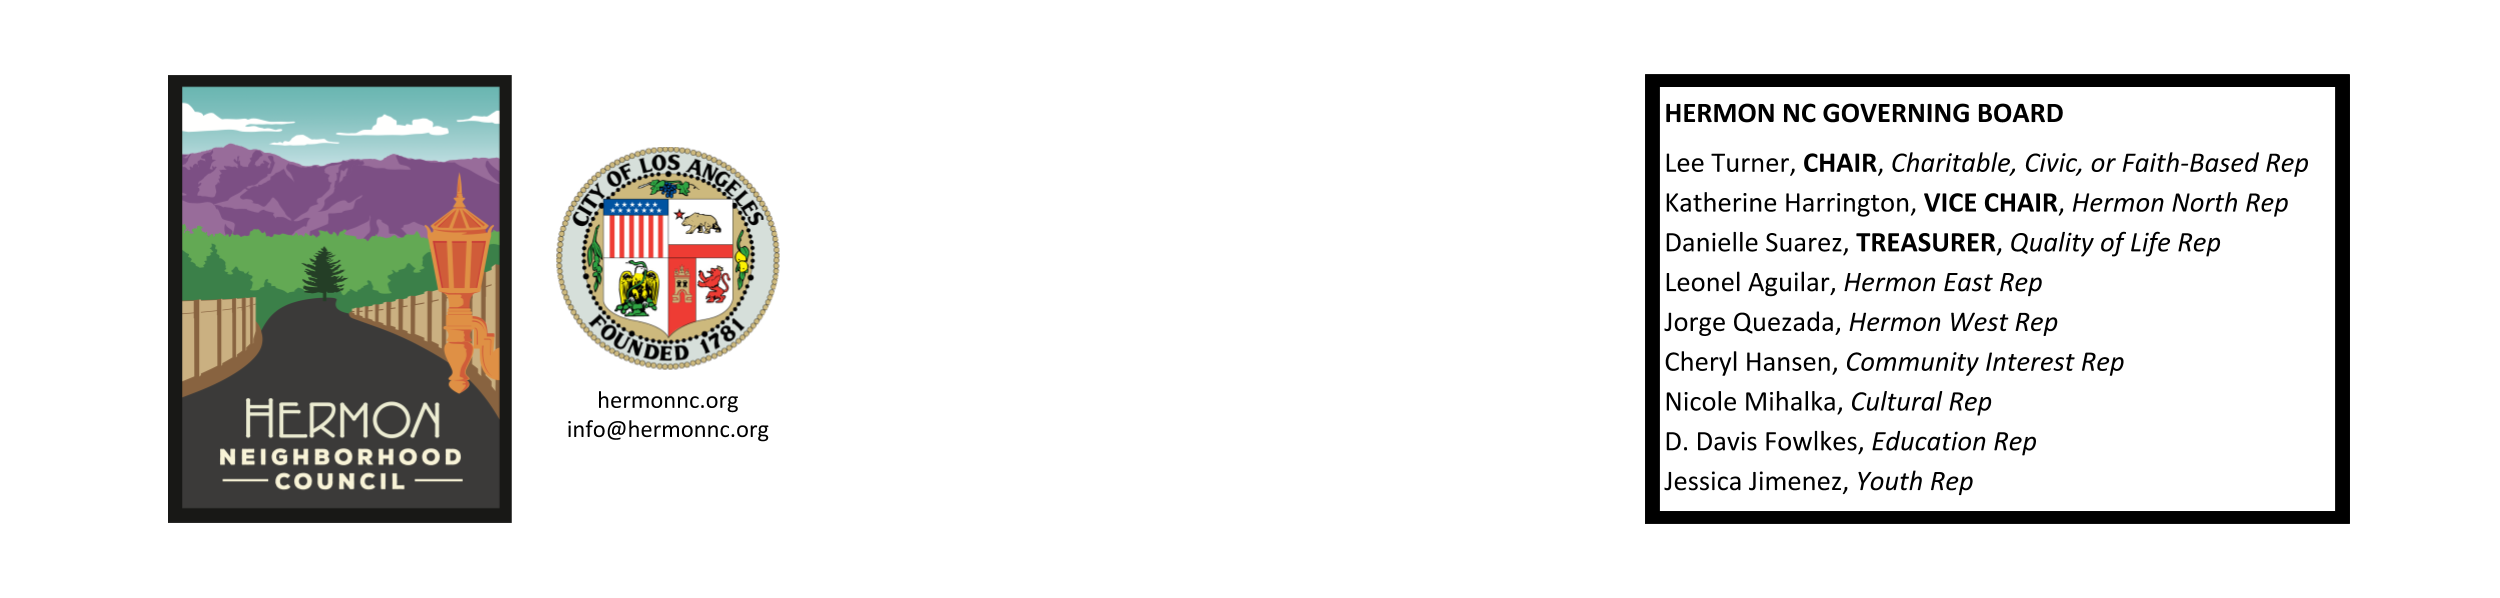 HERMON
NEIGHBORHOOD
COUNCIL
CITY OF LOS ANGELES
FOUNDED 1781
hermonnc.org
info@hermonnc.org
HERMON NC GOVERNING BOARD
Lee Turner, CHAIR, Charitable, Civic, or Faith-Based Rep
Katherine Harrington, VICE CHAIR, Hermon North Rep
Danielle Suarez, TREASURER, Quality of Life Rep
Leonel Aguilar, Hermon East Rep
Jorge Quezada, Hermon West Rep
Cheryl Hansen, Community Interest Rep
Nicole Mihalka, Cultural Rep
D. Davis Fowlkes, Education Rep
Jessica Jimenez, Youth Rep